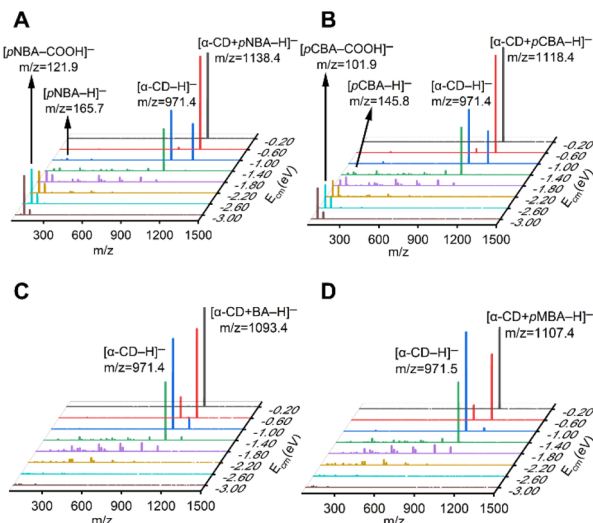 A
[pNBA–COOH]⁻
m/z=121.9
[pNBA–H]⁻
m/z=165.7
[α-CD–H]⁻
m/z=971.4
[α-CD+pNBA–H]⁻
m/z=1138.4
-0.20
-0.60
-1.00
-1.40
-1.80
-2.20
-2.60
-3.00
Ecm(eV)
300 600 900 1200 1500
m/z
B
[pCBA–COOH]⁻
m/z=101.9
[pCBA–H]⁻
m/z=145.8
[α-CD–H]⁻
m/z=971.4
[α-CD+pCBA–H]⁻
m/z=1118.4
-0.20
-0.60
-1.00
-1.40
-1.80
-2.20
-2.60
-3.00
Ecm(eV)
300 600 900 1200 1500
m/z
C
[α-CD–H]⁻
m/z=971.4
[α-CD+BA–H]⁻
m/z=1093.4
-0.20
-0.60
-1.00
-1.40
-1.80
-2.20
-2.60
-3.00
Ecm(eV)
300 600 900 1200 1500
m/z
D
[α-CD–H]⁻
m/z=971.5
[α-CD+pMBA–H]⁻
m/z=1107.4
-0.20
-0.60
-1.00
-1.40
-1.80
-2.20
-2.60
-3.00
Ecm(eV)
300 600 900 1200 1500
m/z